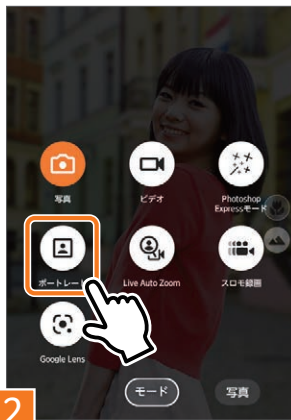 写真
ビデオ
Photoshop
Expressモード
ポートレート
Live Auto Zoom
スロモ録画
Google Lens
モード
写真
2